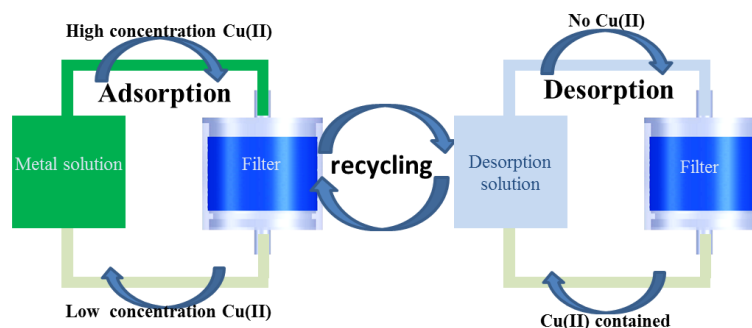 High concentration Cu(II)
Adsorption
Metal solution
Filter
Low concentration Cu(II)
recycling
No Cu(II)
Desorption
Desorption
solution
Filter
Cu(II) contained